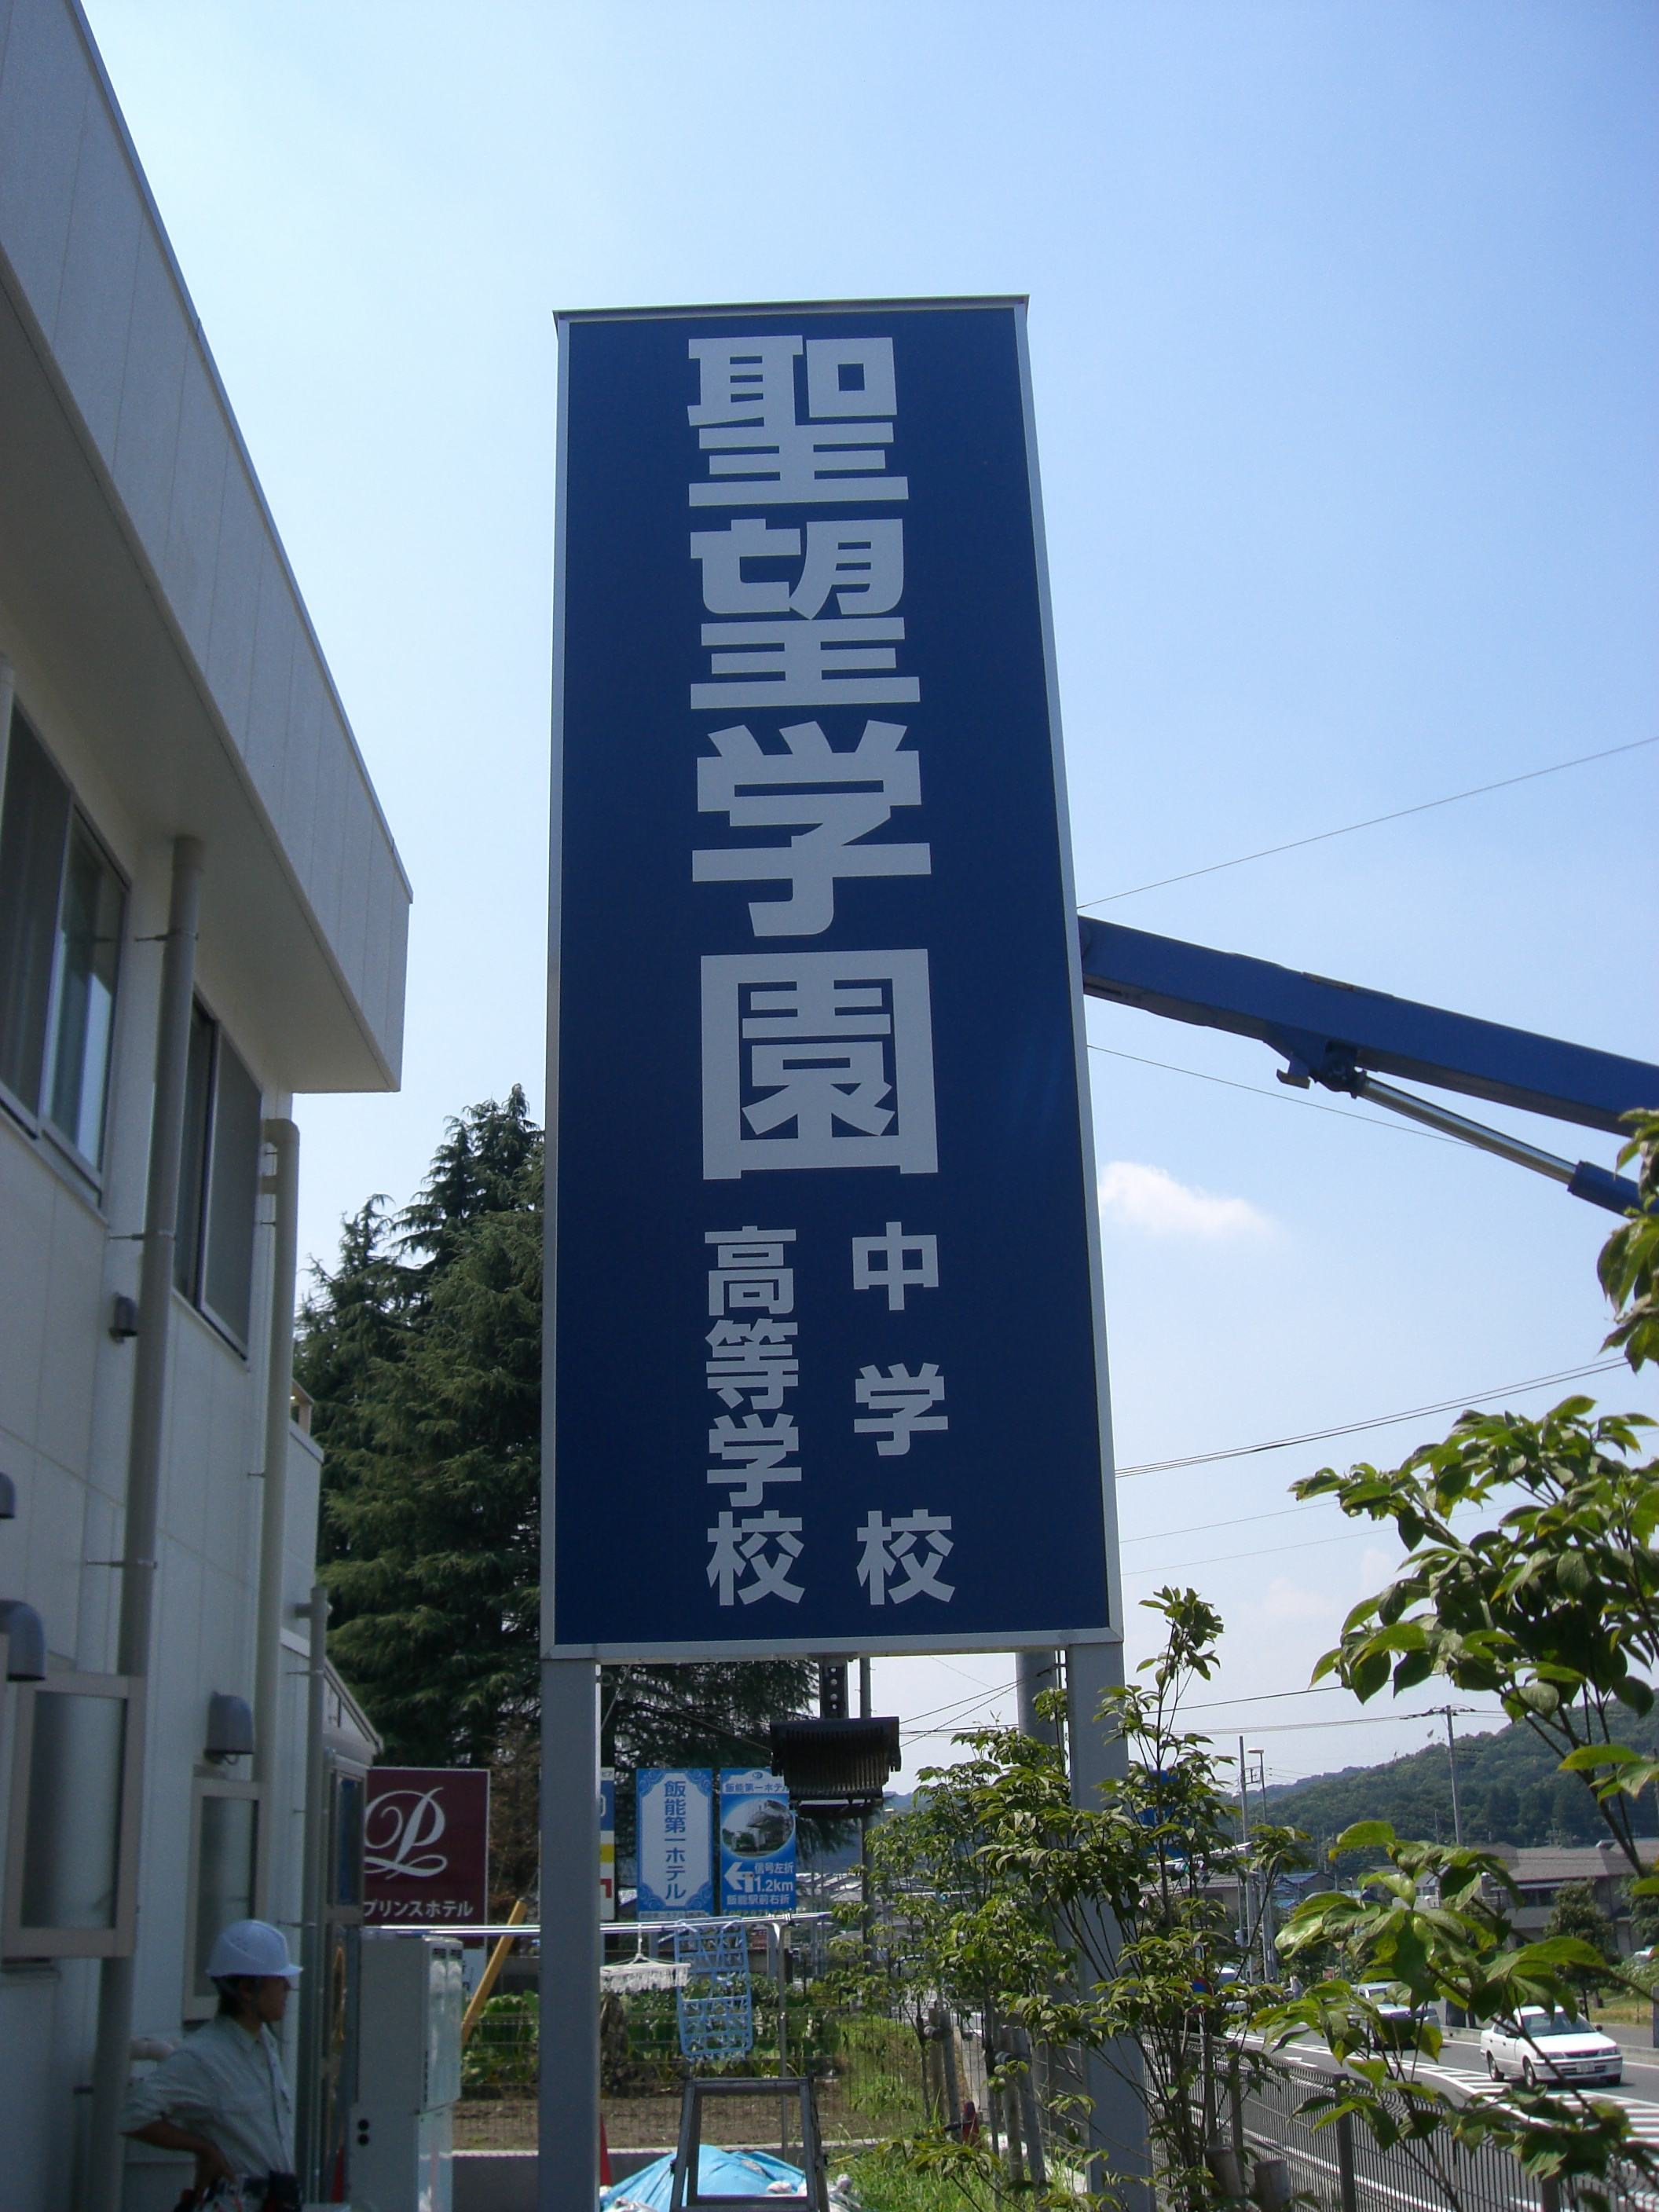 聖望学園
中学校
高等学校
プリンスホテル
飯能第一ホテル
飯能第一ホテル
信号左折
1.2km
飯能駅前右折